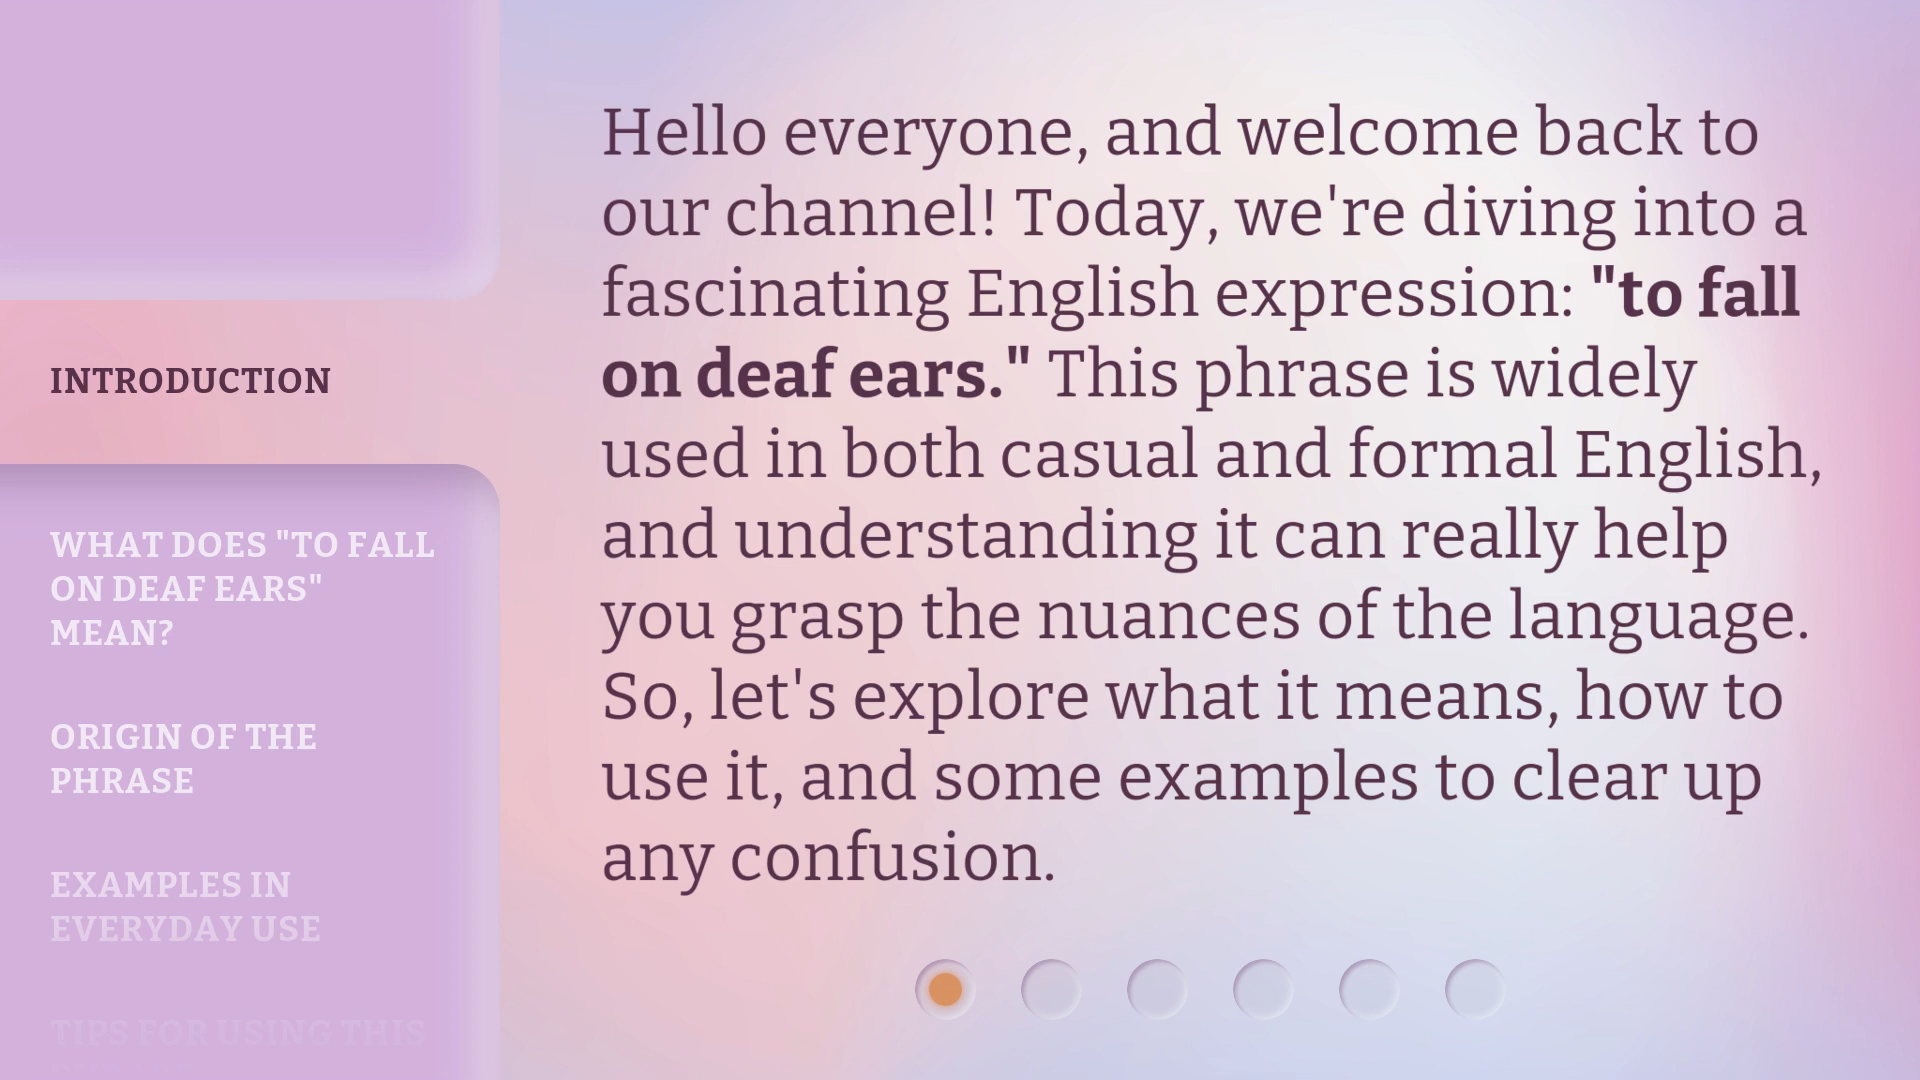 INTRODUCTION
WHAT DOES "TO FALL
ON DEAF EARS"
MEAN?
ORIGIN OF THE
PHRASE
EXAMPLES IN
EVERYDAY USE
TIPS FOR USING THIS
Hello everyone, and welcome back to
our channel! Today, we're diving into a
fascinating English expression: "to fall
on deaf ears." This phrase is widely
used in both casual and formal English,
and understanding it can really help
you grasp the nuances of the language.
So, let's explore what it means, how to
use it, and some examples to clear up
any confusion.